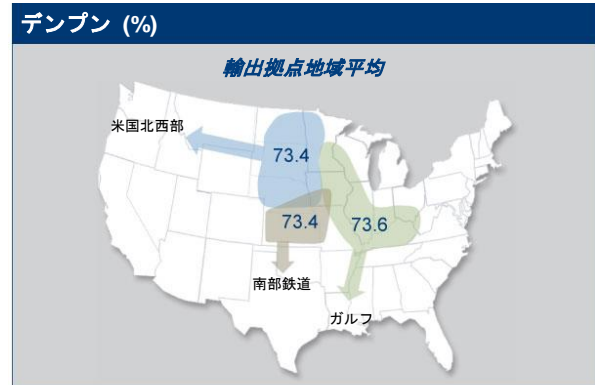 デンプン (%)
輸出拠点地域平均
米国北西部
73.4
73.4
73.6
南部鉄道
ガルフ